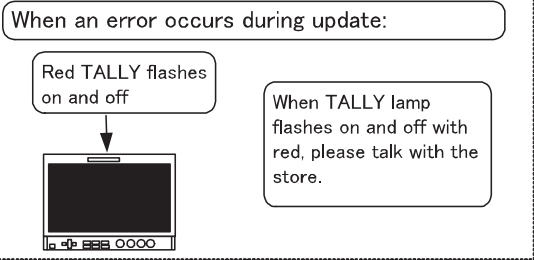 When an error occurs during update:
Red TALLY flashes
on and off
When TALLY lamp
flashes on and off with
red, please talk with the
store.